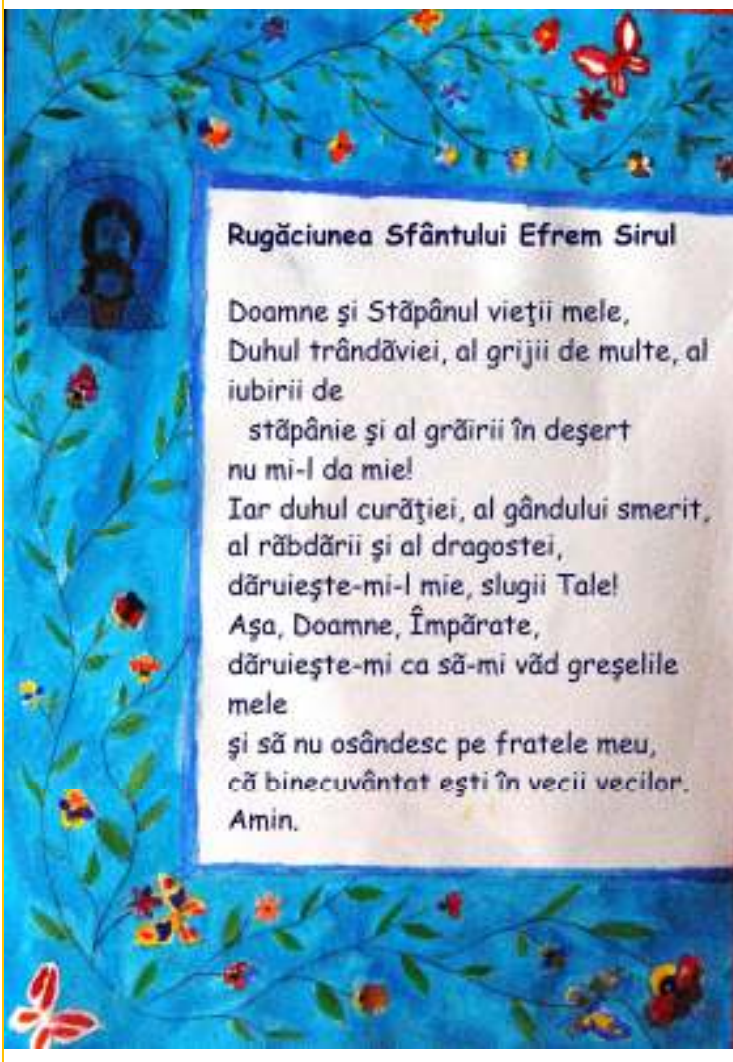 Rugăciunea Sfântului Efrem Sirul
Doamne şi Stăpânul vieţii mele,
Duhul trândăviei, al grijii de multe, al
iubirii de
stăpânie şi al grăirii în deşert
nu mi-l da mie!
Iar duhul curăţiei, al gândului smerit,
al răbdării şi al dragostei,
dăruieşte-mi-l mie, slugii Tale!
Aşa, Doamne, Împărate,
dăruieşte-mi ca să-mi văd greşelile
mele
şi să nu osândesc pe fratele meu,
că binecuvântat eşti în vecii vecilor.
Amin.